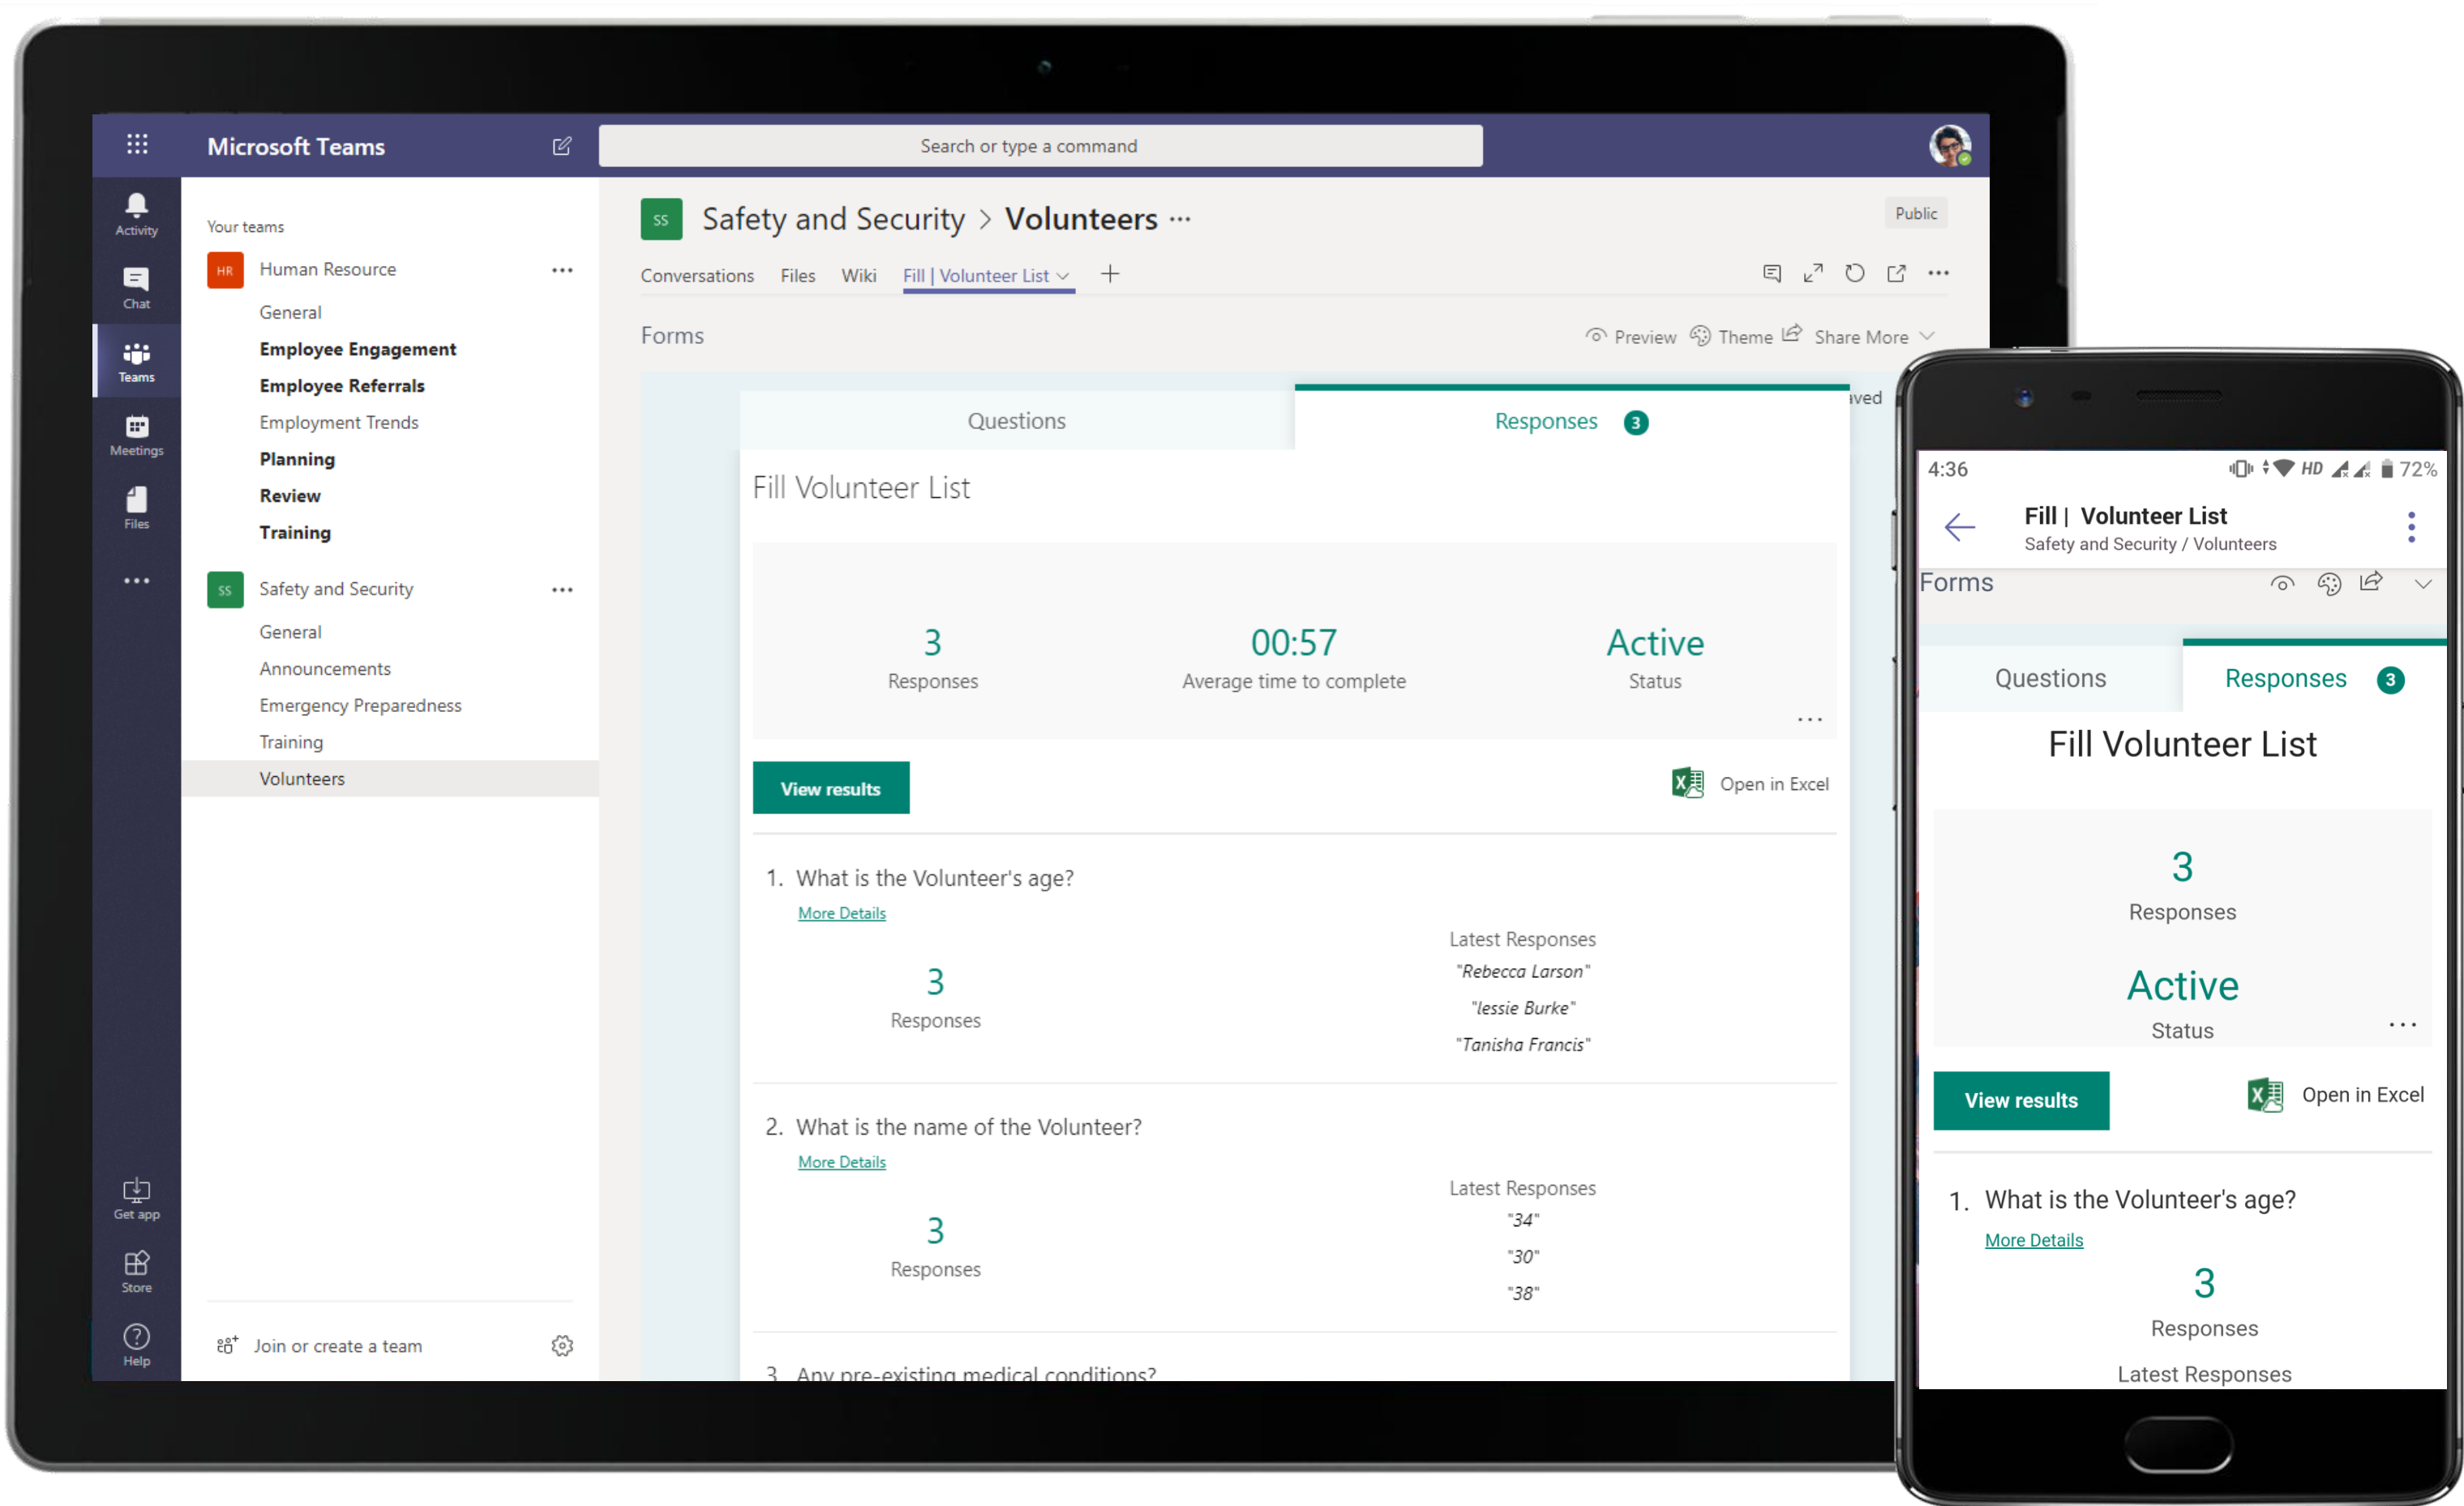 Microsoft Teams
Search or type a command
Activity
Chat
Teams
Meetings
Files
Get app
Store
Help
Your teams
HR Human Resource
General
Employee Engagement
Employee Referrals
Employment Trends
Planning
Review
Training
SS Safety and Security
General
Announcements
Emergency Preparedness
Training
Volunteers
Join or create a team
SS Safety and Security > Volunteers ...
Public
Conversations Files Wiki Fill | Volunteer List
Forms
Preview Theme Share More
aved
Questions Responses 3
Fill Volunteer List
3 00:57 Active
Responses Average time to complete Status
View results Open in Excel
1. What is the Volunteer's age?
More Details
Latest Responses
"Rebecca Larson"
3
"lessie Burke"
Responses
"Tanisha Francis"
2. What is the name of the Volunteer?
More Details
Latest Responses
"34"
3
"30"
Responses
"38"
3. Any pre-existing medical conditions?
4:36 HD 72%
Fill | Volunteer List
Safety and Security / Volunteers
Forms
Questions Responses 3
Fill Volunteer List
3
Responses
Active
Status
View results Open in Excel
1. What is the Volunteer's age?
More Details
3
Responses
Latest Responses